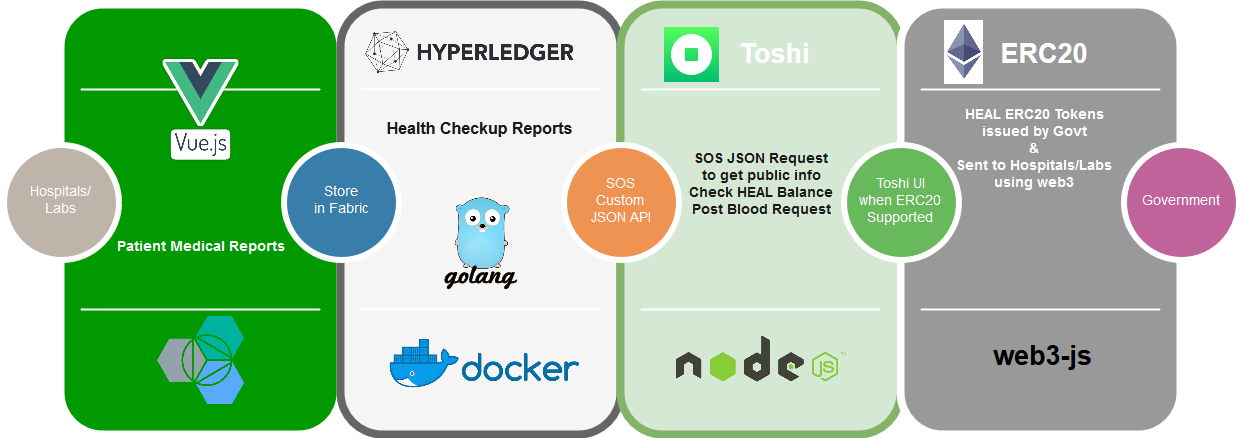 Hospitals/
Labs
Vue.js
Patient Medical Reports
Store
in Fabric
HYPERLEDGER
Health Checkup Reports
golang
docker
SOS
Custom
JSON API
Toshi
SOS JSON Request
to get public info
Check HEAL Balance
Post Blood Request
node
JS
™
Toshi UI
when ERC20
Supported
ERC20
HEAL ERC20 Tokens
issued by Govt
&
Sent to Hospitals/Labs
using web3
web3-js
Government